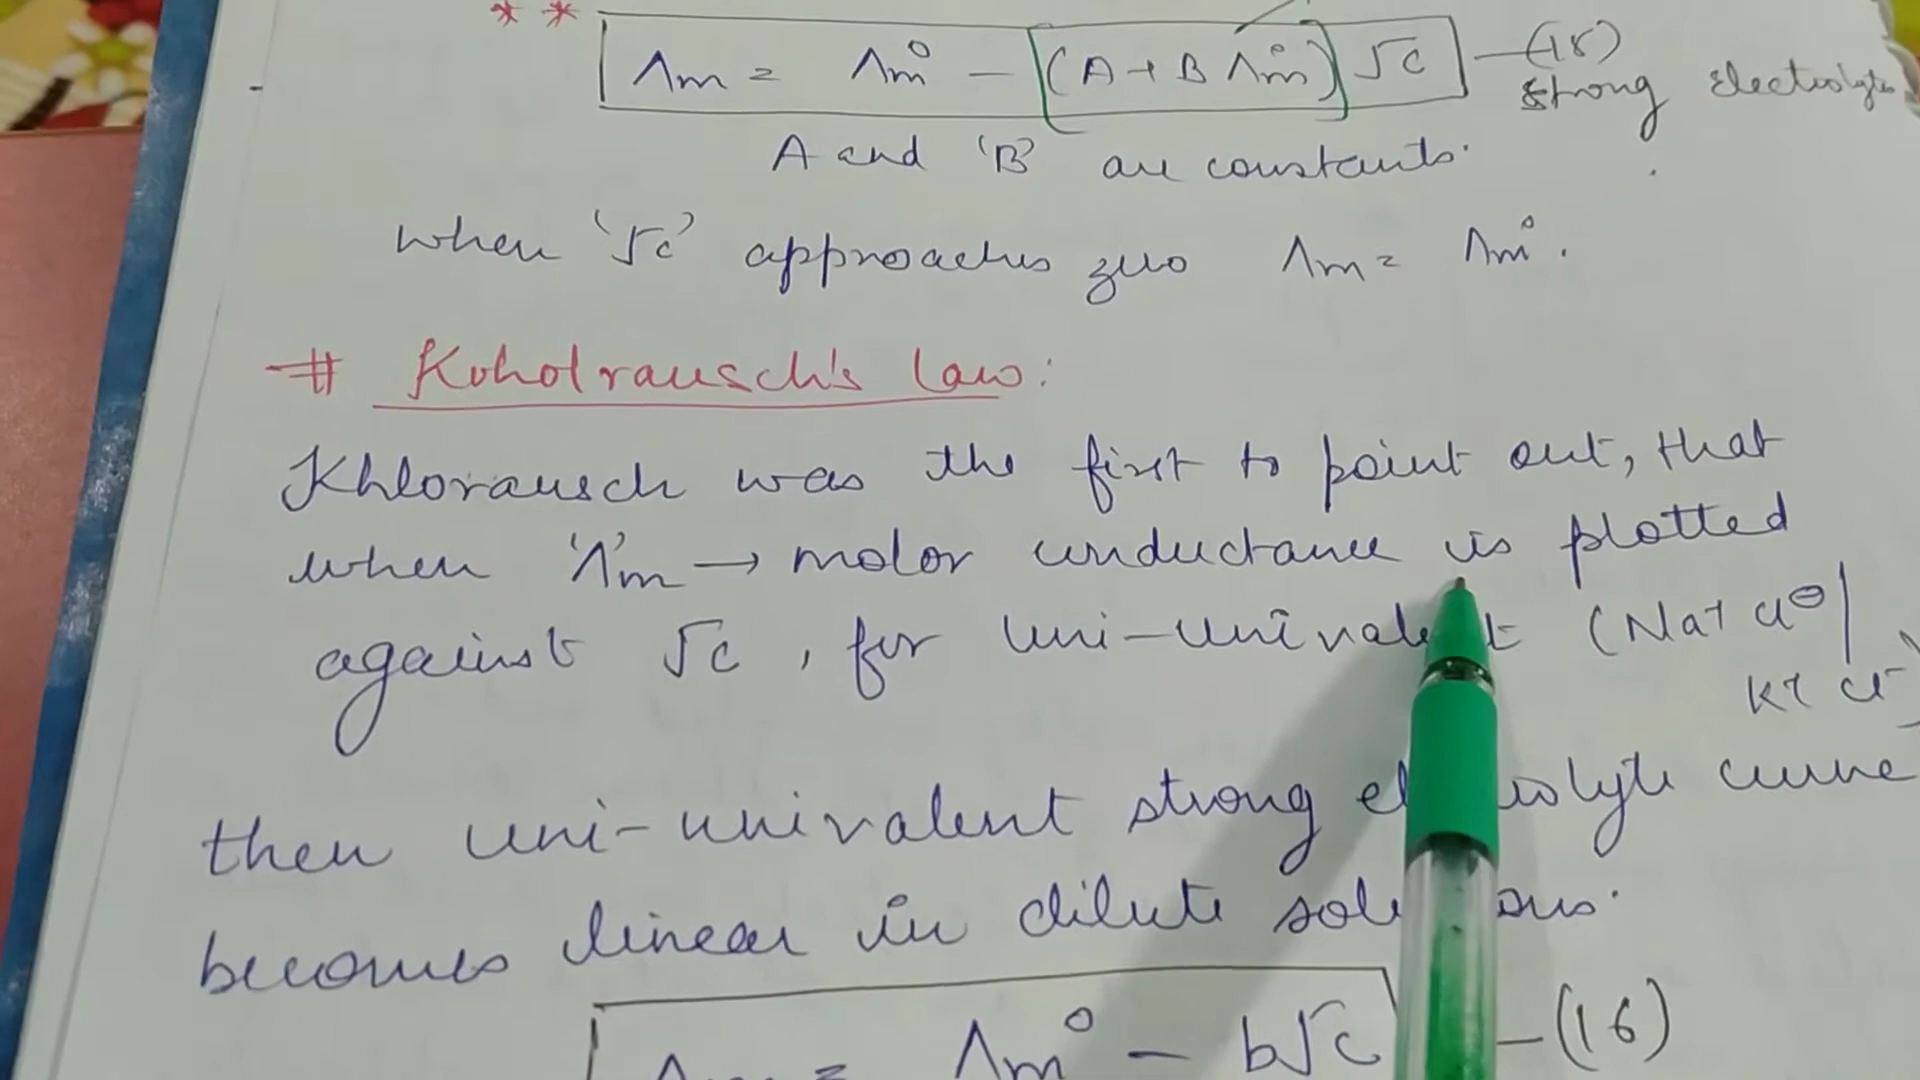 * *
Λm = Λm° − (A + B Λm°) √c —(15)
strong electrolytes
A and 'B' are constants.
when '√c' approaches zero Λm = Λm°.
# Koholrausch's law:
Khlorausch was the first to point out, that
when 'Λ'm → molar conductance is plotted
against √c, for uni-univalent (Na+ Cl⊖/
K+ Cl-)
then uni-univalent strong electrolyte curve
becomes linear in dilute solutions.
Λm = Λm° − b√c —(16)